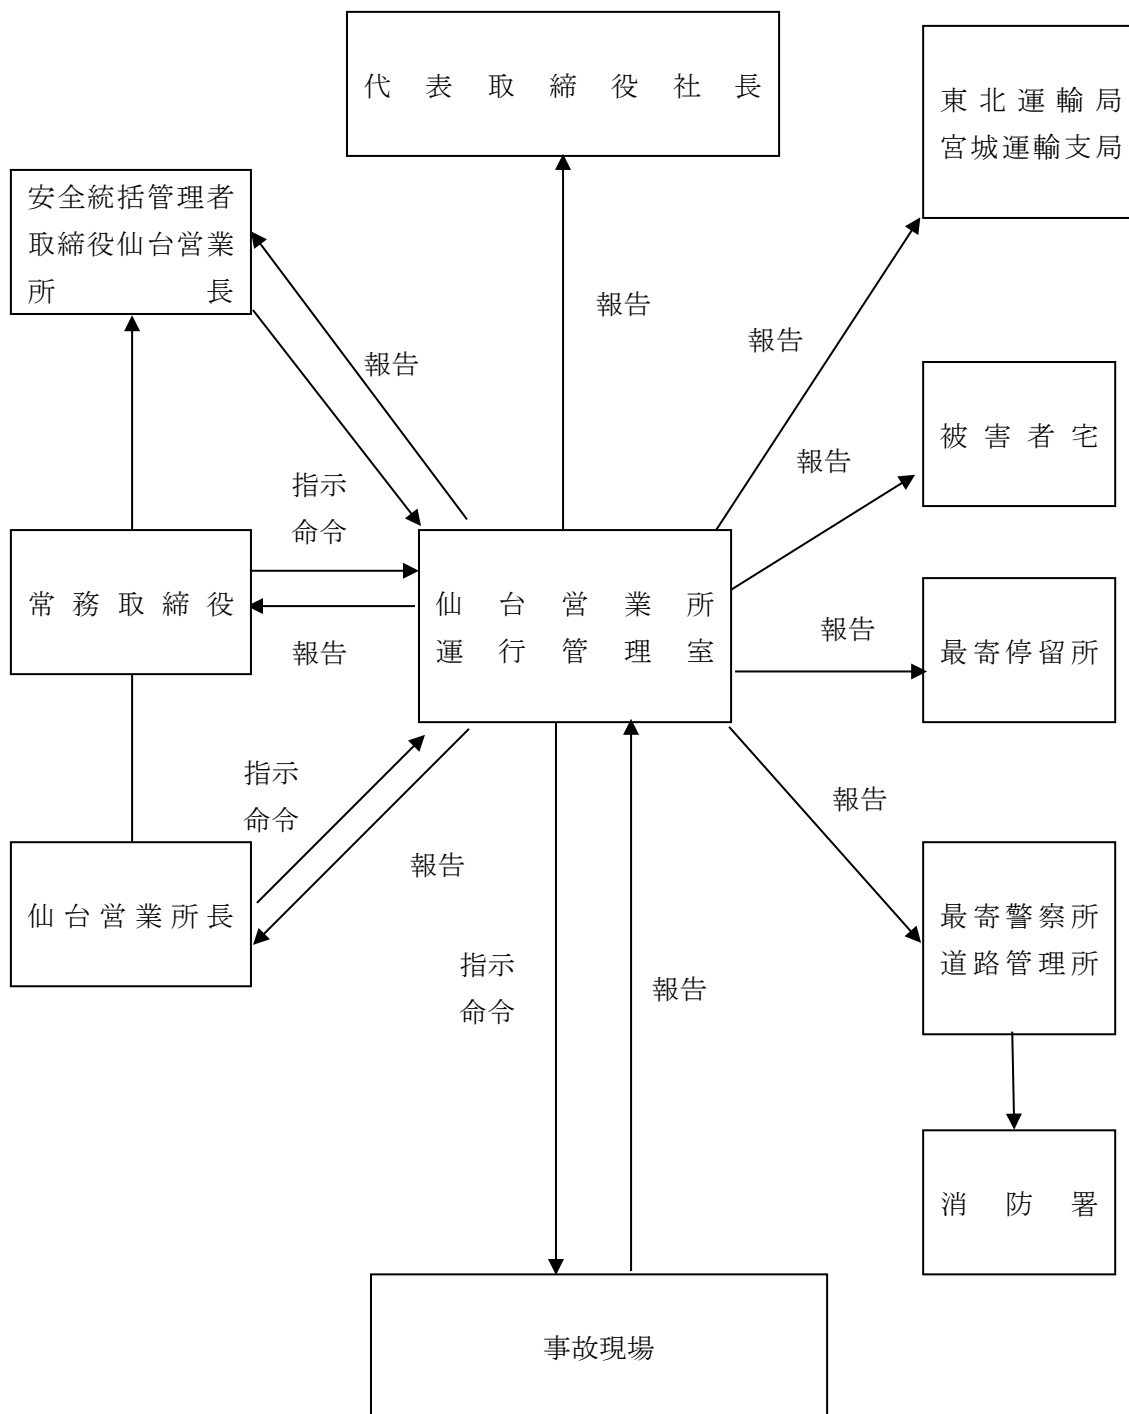 代表取締役社長
東北運輸局
宮城運輸支局
安全統括管理者
取締役仙台営業
所長
報告
報告
報告
被害者宅
報告
指示
命令
常務取締役
仙台営業所
運行管理室
報告
最寄停留所
報告
指示
命令
報告
報告
仙台営業所長
最寄警察所
道路管理所
指示
命令
報告
消防署
事故現場